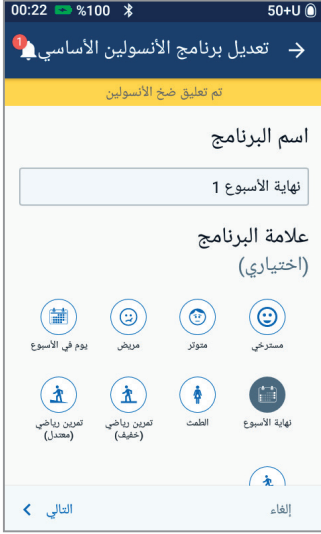 00:22 %100 50+U
تعديل برنامج الأنسولين الأساسي 1
تم تعليق ضخ الأنسولين
اسم البرنامج
نهاية الأسبوع 1
علامة البرنامج
(اختياري)
مسترخي متوتر مريض يوم في الأسبوع
نهاية الأسبوع الطمث تمرين رياضي تمرين رياضي
(خفيف) (معتدل)
إلغاء التالي